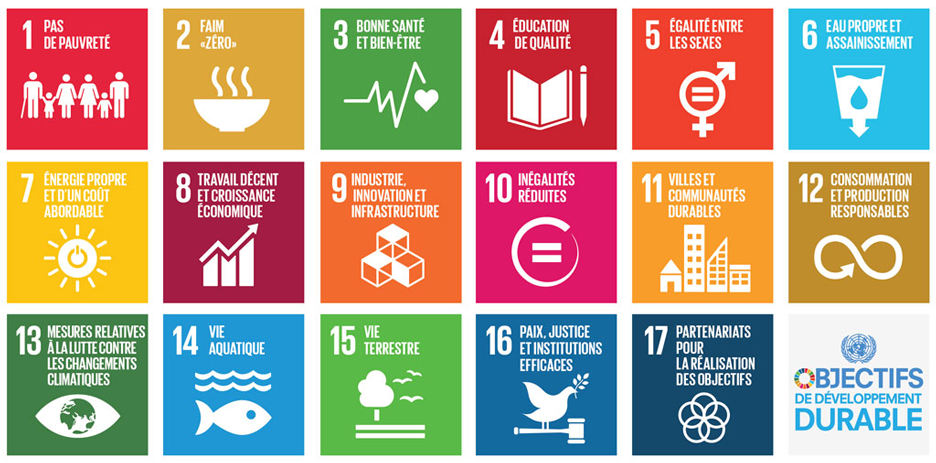 1 PAS
DE PAUVRETÉ
2 FAIM
«ZÉRO»
3 BONNE SANTÉ
ET BIEN-ÊTRE
4 ÉDUCATION
DE QUALITÉ
5 ÉGALITÉ ENTRE
LES SEXES
6 EAU PROPRE ET
ASSAINISSEMENT
7 ÉNERGIE PROPRE
ET D'UN COÛT
ABORDABLE
8 TRAVAIL DÉCENT
ET CROISSANCE
ÉCONOMIQUE
9 INDUSTRIE,
INNOVATION ET
INFRASTRUCTURE
10 INÉGALITÉS
RÉDUITES
11 VILLES ET
COMMUNAUTÉS
DURABLES
12 CONSOMMATION
ET PRODUCTION
RESPONSABLES
13 MESURES RELATIVES
À LA LUTTE CONTRE
LES CHANGEMENTS
CLIMATIQUES
14 VIE
AQUATIQUE
15 VIE
TERRESTRE
16 PAIX, JUSTICE
ET INSTITUTIONS
EFFICACES
17 PARTENARIATS
POUR
LA RÉALISATION
DES OBJECTIFS
OBJECTIFS
DE DÉVELOPPEMENT
DURABLE